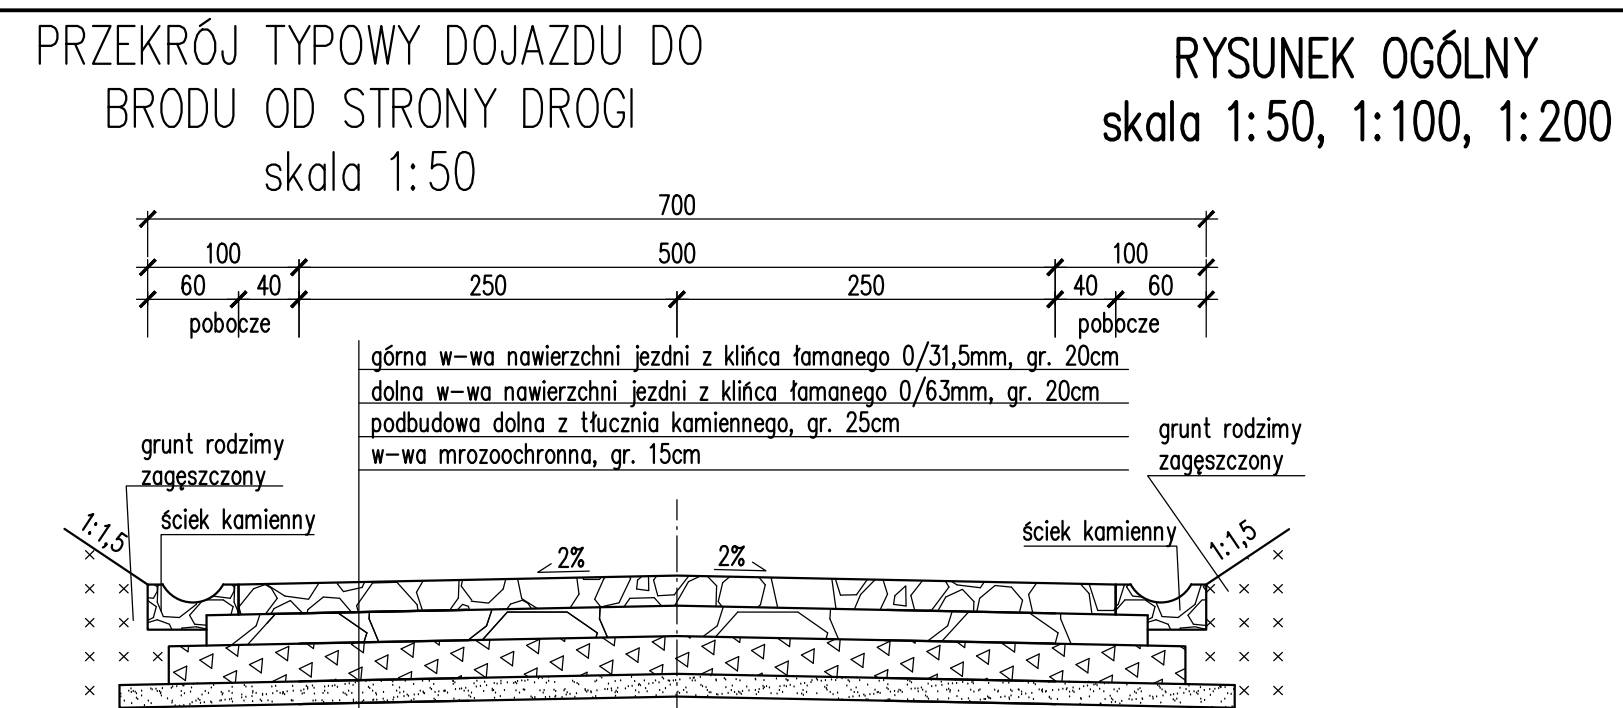 PRZEKRÓJ TYPOWY DOJAZDU DO
BRODU OD STRONY DROGI
skala 1:50
RYSUNEK OGÓLNY
skala 1:50, 1:100, 1:200
700
100 500 100
60 40 250 250 40 60
pobocze pobocze
górna w-wa nawierzchni jezdni z klińca łamanego 0/31,5mm, gr. 20cm
dolna w-wa nawierzchni jezdni z klińca łamanego 0/63mm, gr. 20cm
podbudowa dolna z tłucznia kamiennego, gr. 25cm
w-wa mrozoochronna, gr. 15cm
grunt rodzimy
zagęszczony
grunt rodzimy
zagęszczony
1:1,5
ściek kamienny
ściek kamienny
1:1,5
2% 2%